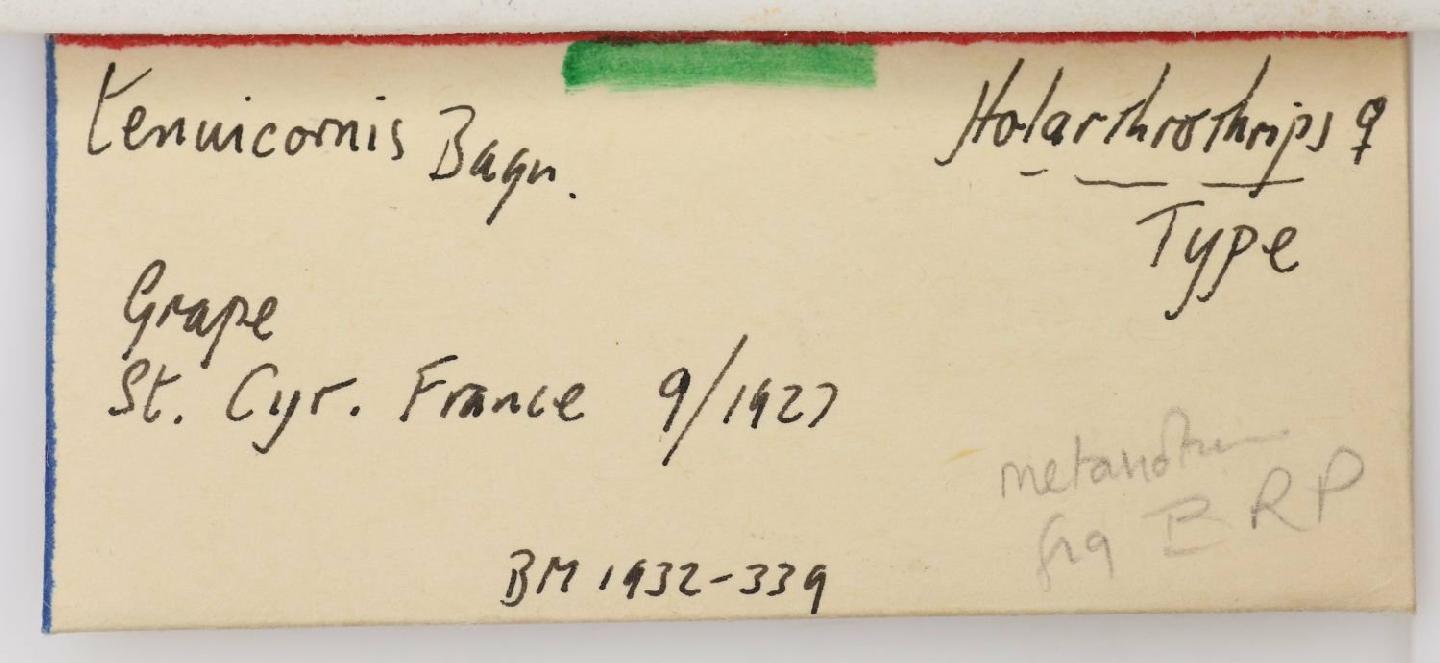 tenuicornis Bagn.
Holarthrothrips ♀
Type
Grape
St. Cyr. France 9/1927
metanotum
fig BRP
BM 1932-339